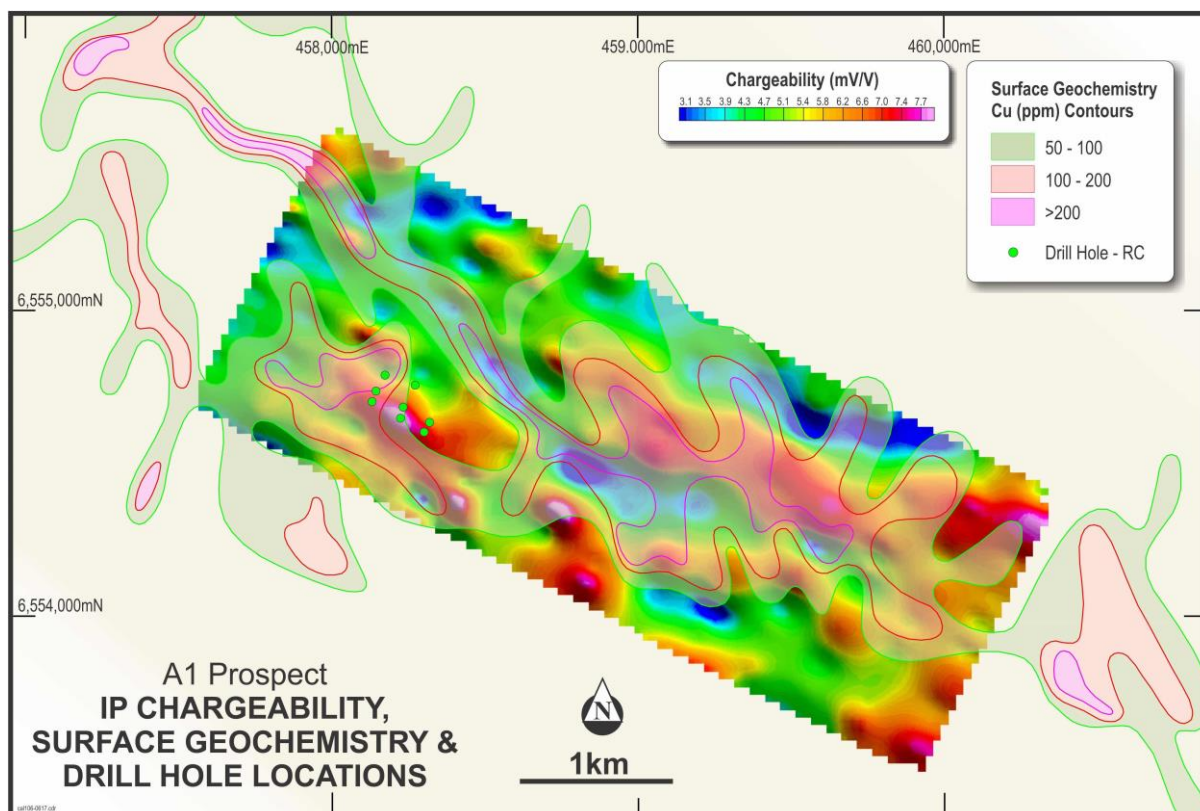 458,000mE
459.000mE
460,000mE
Chargeability (mV/V)
3.1 3.5 3.9 4.3 4.7 5.1 5.4 5.8 6.2 6.6 7.0 7.4 7.7
Surface Geochemistry
Cu (ppm) Contours
50 - 100
100 - 200
>200
Drill Hole - RC
6,555,000mN
6,554,000mN
A1 Prospect
IP CHARGEABILITY,
SURFACE GEOCHEMISTRY &
DRILL HOLE LOCATIONS
N
1km